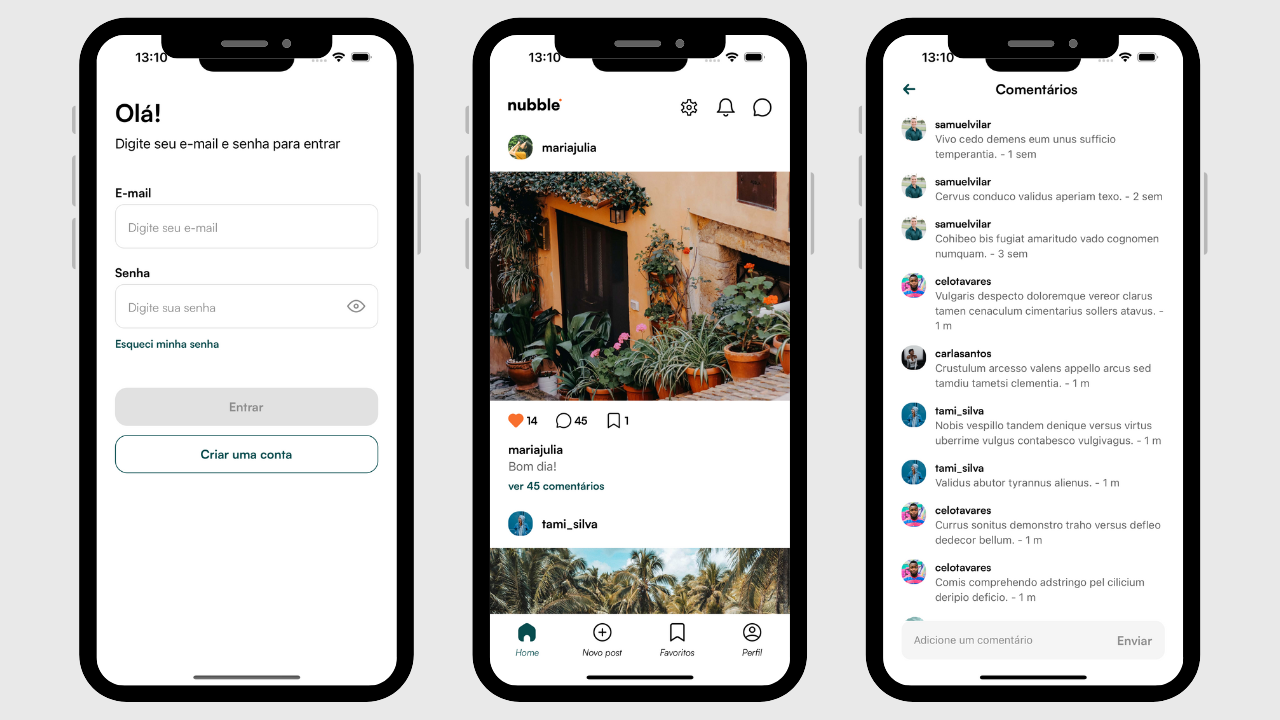 13:10
Olá!
Digite seu e-mail e senha para entrar
E-mail
Digite seu e-mail
Senha
Digite sua senha
Esqueci minha senha
Entrar
Criar uma conta
13:10
nubble
mariajulia
14 45 1
mariajulia
Bom dia!
ver 45 comentários
tami_silva
Home Novo post Favoritos Perfil
13:10
Comentários
samuelvilar
Vivo cedo demens eum unus sufficio
temperantia. - 1 sem
samuelvilar
Cervus conduco validus aperiam texo. - 2 sem
samuelvilar
Cohibeo bis fugiat amaritudo vado cognomen
numquam. - 3 sem
celotavares
Vulgaris despecto doloremque vereor clarus
tamen cenaculum cimentarius sollers atavus. -
1 m
carlasantos
Crustulum arcesso valens appello arcus sed
tamdiu tametsi clementia. - 1 m
tami_silva
Nobis vespillo tandem denique versus virtus
uberrime vulgus contabesco vulgivagus. - 1 m
tami_silva
Validus abutor tyrannus alienus. - 1 m
celotavares
Currus sonitus demonstro traho versus defleo
dedecor bellum. - 1 m
celotavares
Comis comprehendo adstringo pel cilicium
deripio deficio. - 1 m
Adicione um comentário Enviar